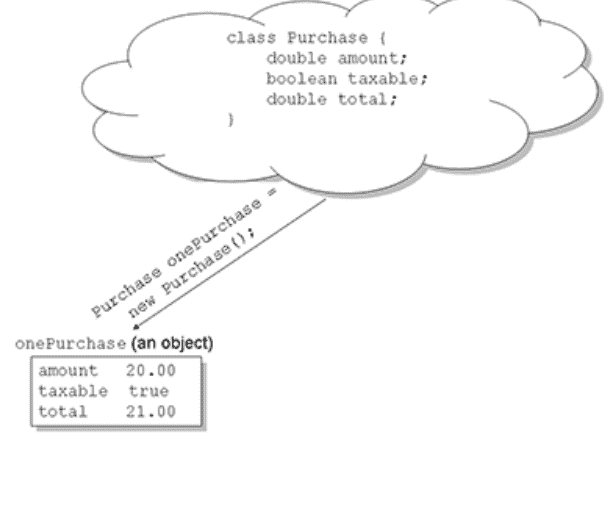 class Purchase {
double amount;
boolean taxable;
double total;
}
Purchase onePurchase =
new Purchase();
onePurchase (an object)
amount 20.00
taxable true
total 21.00